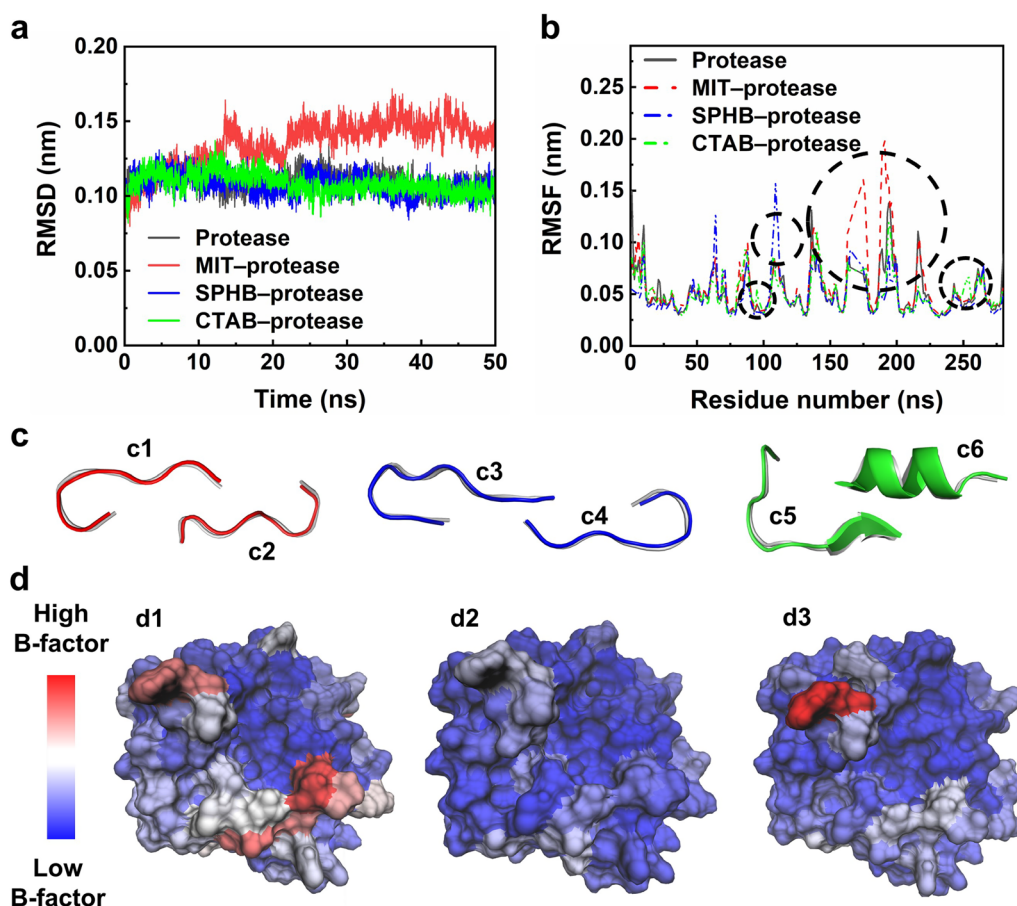 a
0.20
0.15
0.10
0.05
0.00
RMSD (nm)
Protease
MIT–protease
SPHB–protease
CTAB–protease
0 10 20 30 40 50
Time (ns)
b
0.25
0.20
0.15
0.10
0.05
0.00
RMSF (nm)
Protease
MIT–protease
SPHB–protease
CTAB–protease
0 50 100 150 200 250
Residue number (ns)
c
c1
c2
c3
c4
c5
c6
d
High
B-factor
Low
B-factor
d1
d2
d3